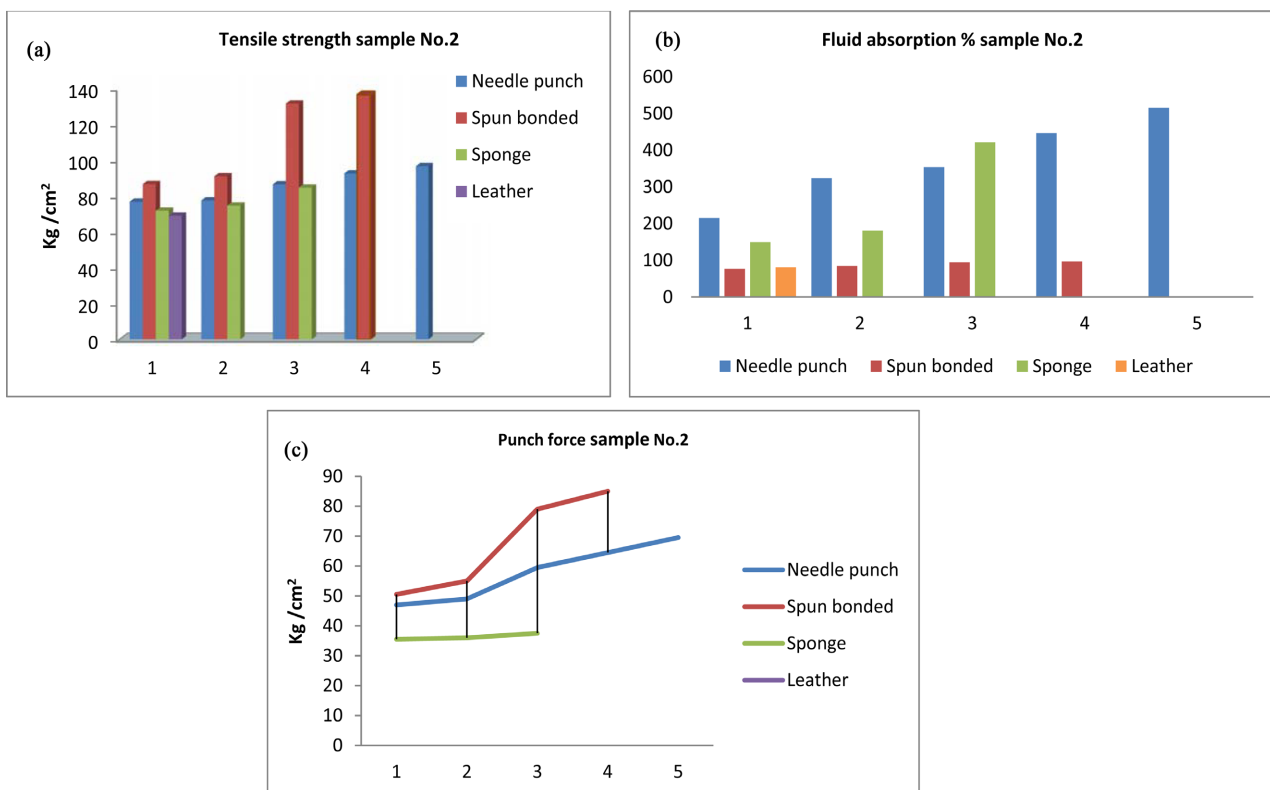 (a)
Tensile strength sample No.2
Kg /cm²
140
120
100
80
60
40
20
0
1 2 3 4 5
Needle punch
Spun bonded
Sponge
Leather
(b)
Fluid absorption % sample No.2
600
500
400
300
200
100
0
1 2 3 4 5
Needle punch Spun bonded Sponge Leather
(c)
Punch force sample No.2
Kg /cm²
90
80
70
60
50
40
30
20
10
0
1 2 3 4 5
Needle punch
Spun bonded
Sponge
Leather